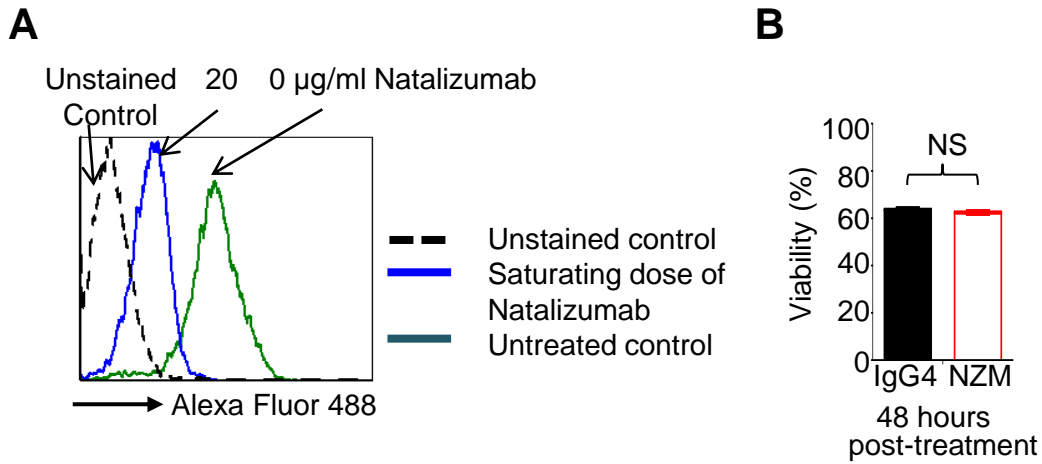 A
Unstained Control
20
0 µg/ml Natalizumab
Alexa Fluor 488
Unstained control
Saturating dose of
Natalizumab
Untreated control
B
NS
Viability (%)
100
80
60
40
20
0
IgG4 NZM
48 hours
post-treatment